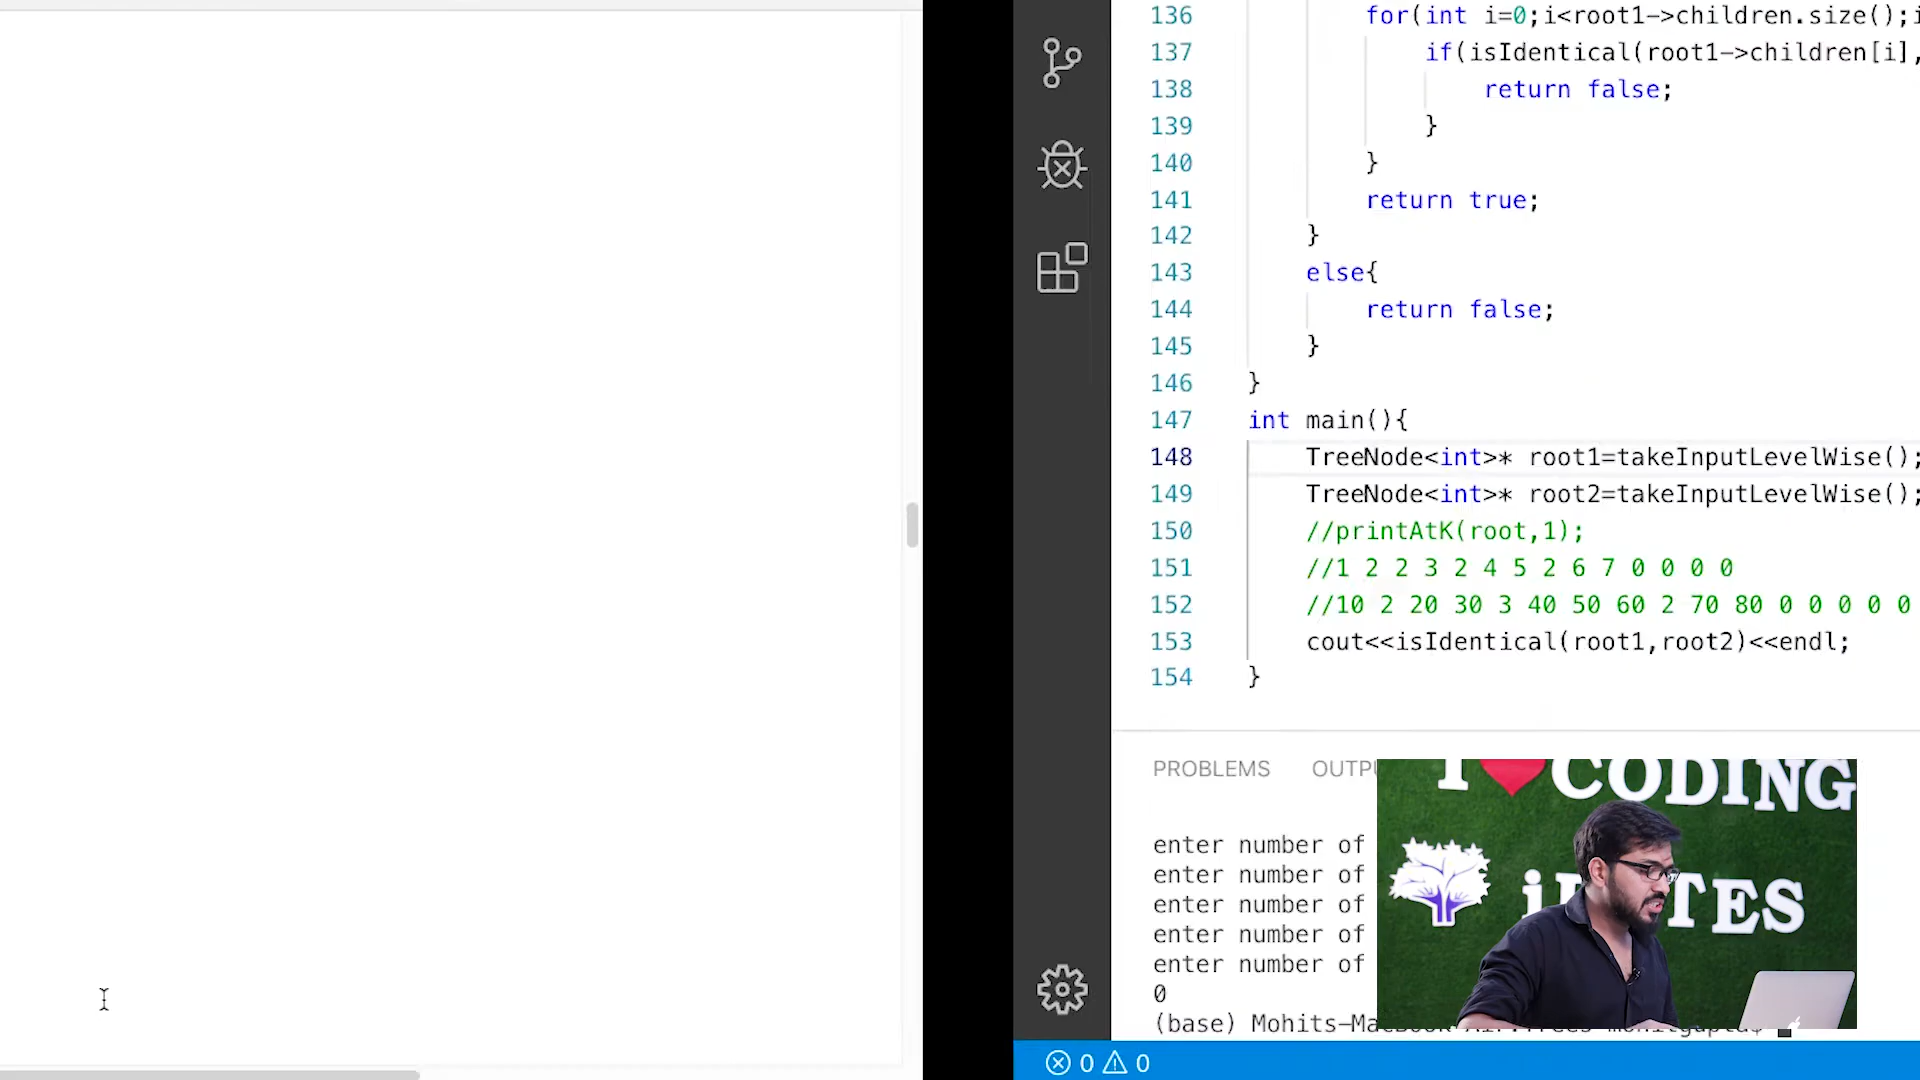 136 for(int i=0;i<root1->children.size();i
137 if(isIdentical(root1->children[i],
138 return false;
139 }
140 }
141 return true;
142 }
143 else{
144 return false;
145 }
146 }
147 int main(){
148 TreeNode<int>* root1=takeInputLevelWise();
149 TreeNode<int>* root2=takeInputLevelWise();
150 //printAtK(root,1);
151 //1 2 2 3 2 4 5 2 6 7 0 0 0 0
152 //10 2 20 30 3 40 50 60 2 70 80 0 0 0 0 0
153 cout<<isIdentical(root1,root2)<<endl;
154 }
PROBLEMS OUTPU
enter number of
enter number of
enter number of
enter number of
enter number of
0
(base) Mohits-MacBook-Air:Trees mohitgupta$
0 0
I CODING